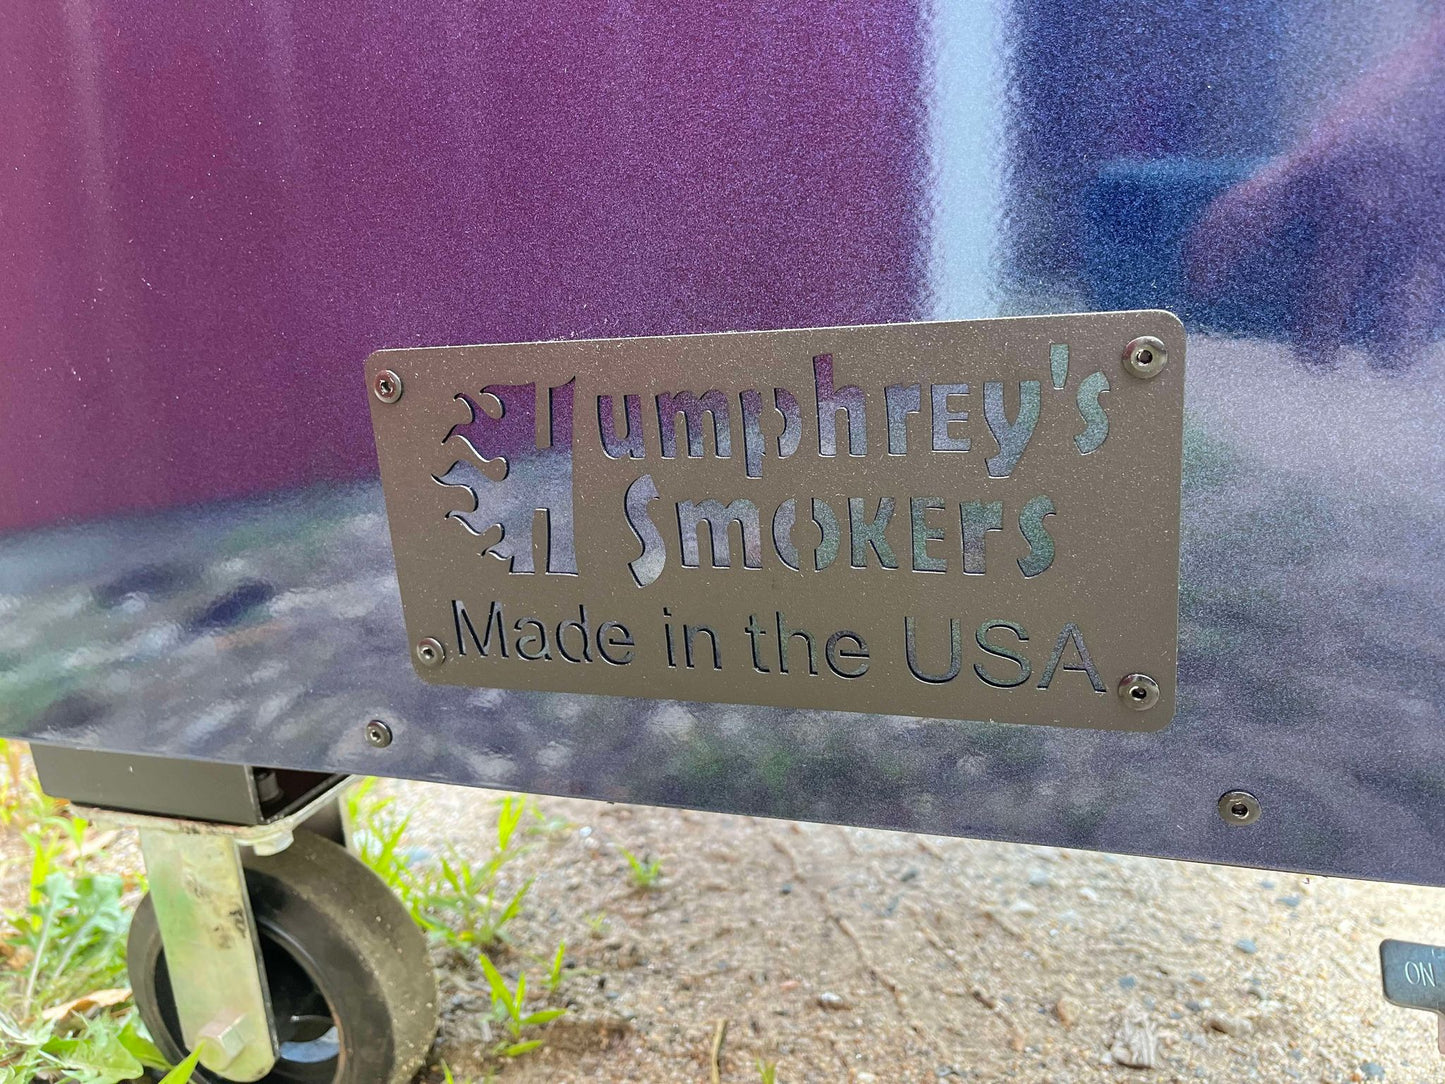 Humphrey's
Smokers
Made in the USA
ON